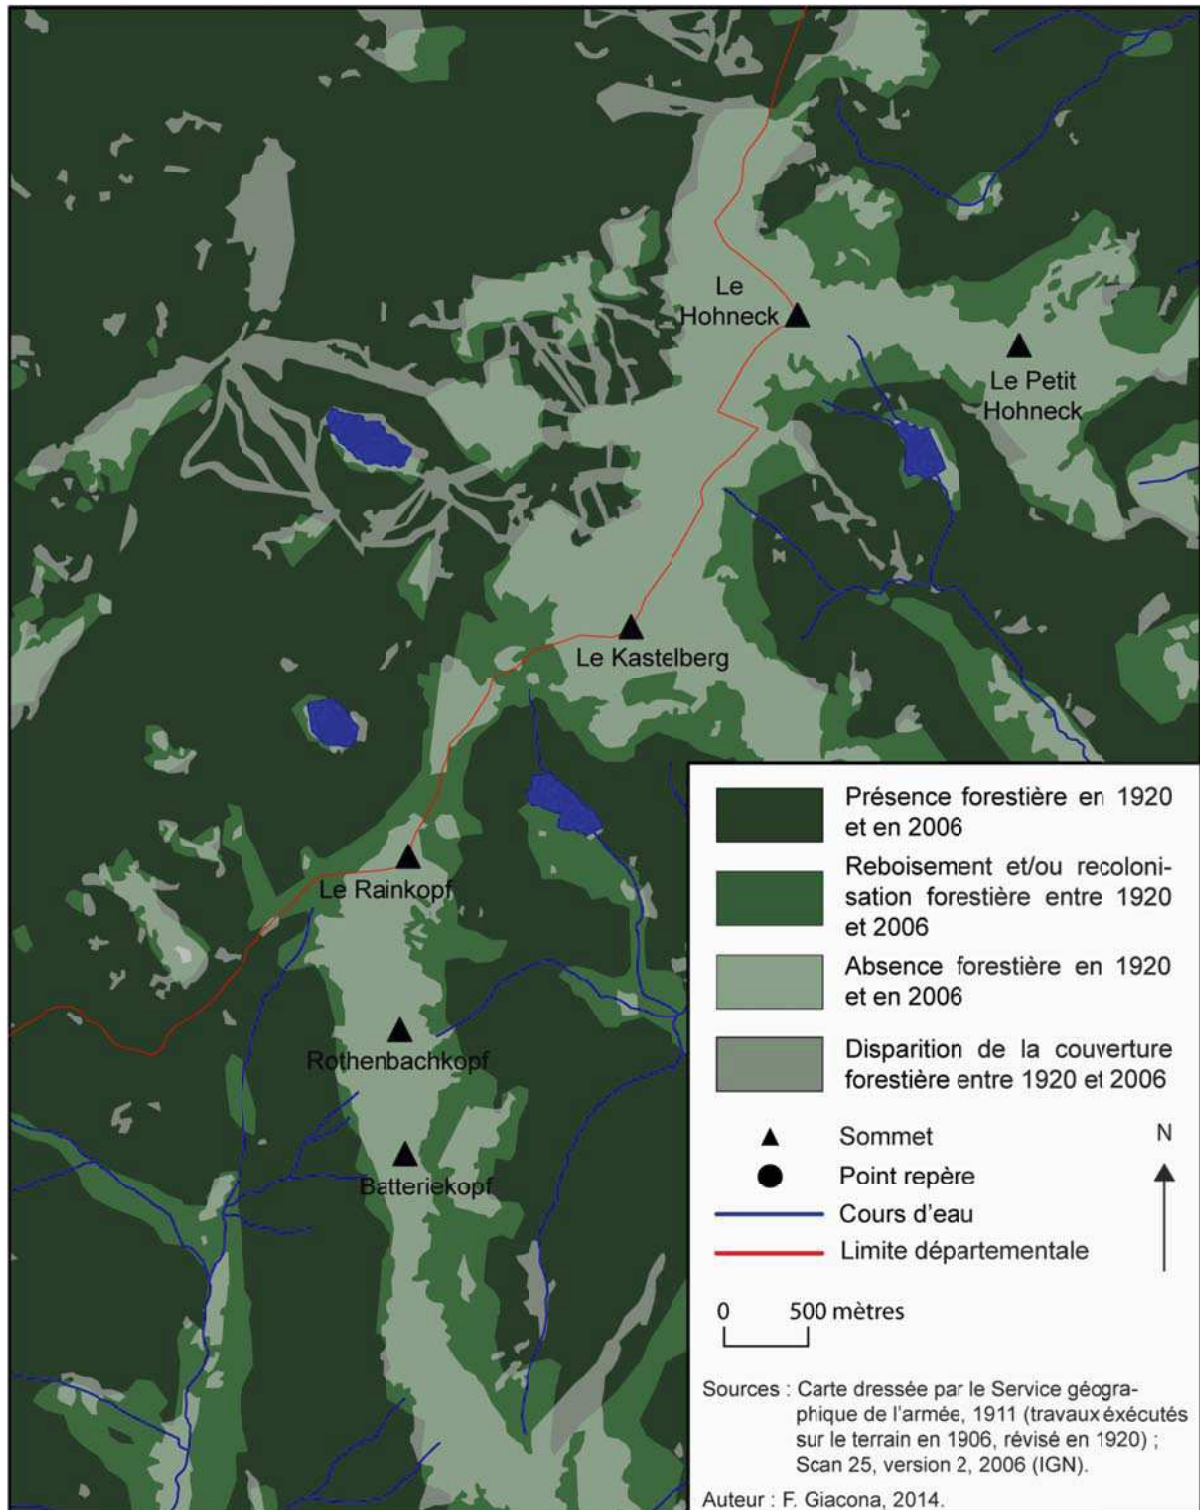 Le
Hohneck
Le Petit
Hohneck
Le Kastelberg
Le Rainkopf
Rothenbachkopf
Batteriekopf
Présence forestière en 1920
et en 2006
Reboisement et/ou recoloni-
sation forestière entre 1920
et 2006
Absence forestière en 1920
et en 2006
Disparition de la couverture
forestière entre 1920 et 2006
Sommet
N
Point repère
Cours d'eau
Limite départementale
0 500 mètres
Sources : Carte dressée par le Service géogra-
phique de l'armée, 1911 (travaux éxécutés
sur le terrain en 1906, révisé en 1920) ;
Scan 25, version 2, 2006 (IGN).
Auteur : F. Giacona, 2014.